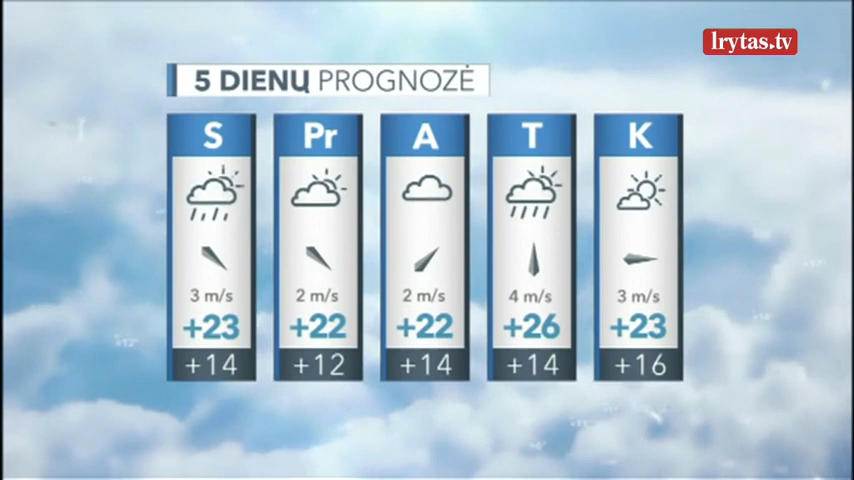 lrytas.tv
5 DIENŲ PROGNOZĖ
S Pr A T K
3 m/s 2 m/s 2 m/s 4 m/s 3 m/s
+23 +22 +22 +26 +23
+14 +12 +14 +14 +16